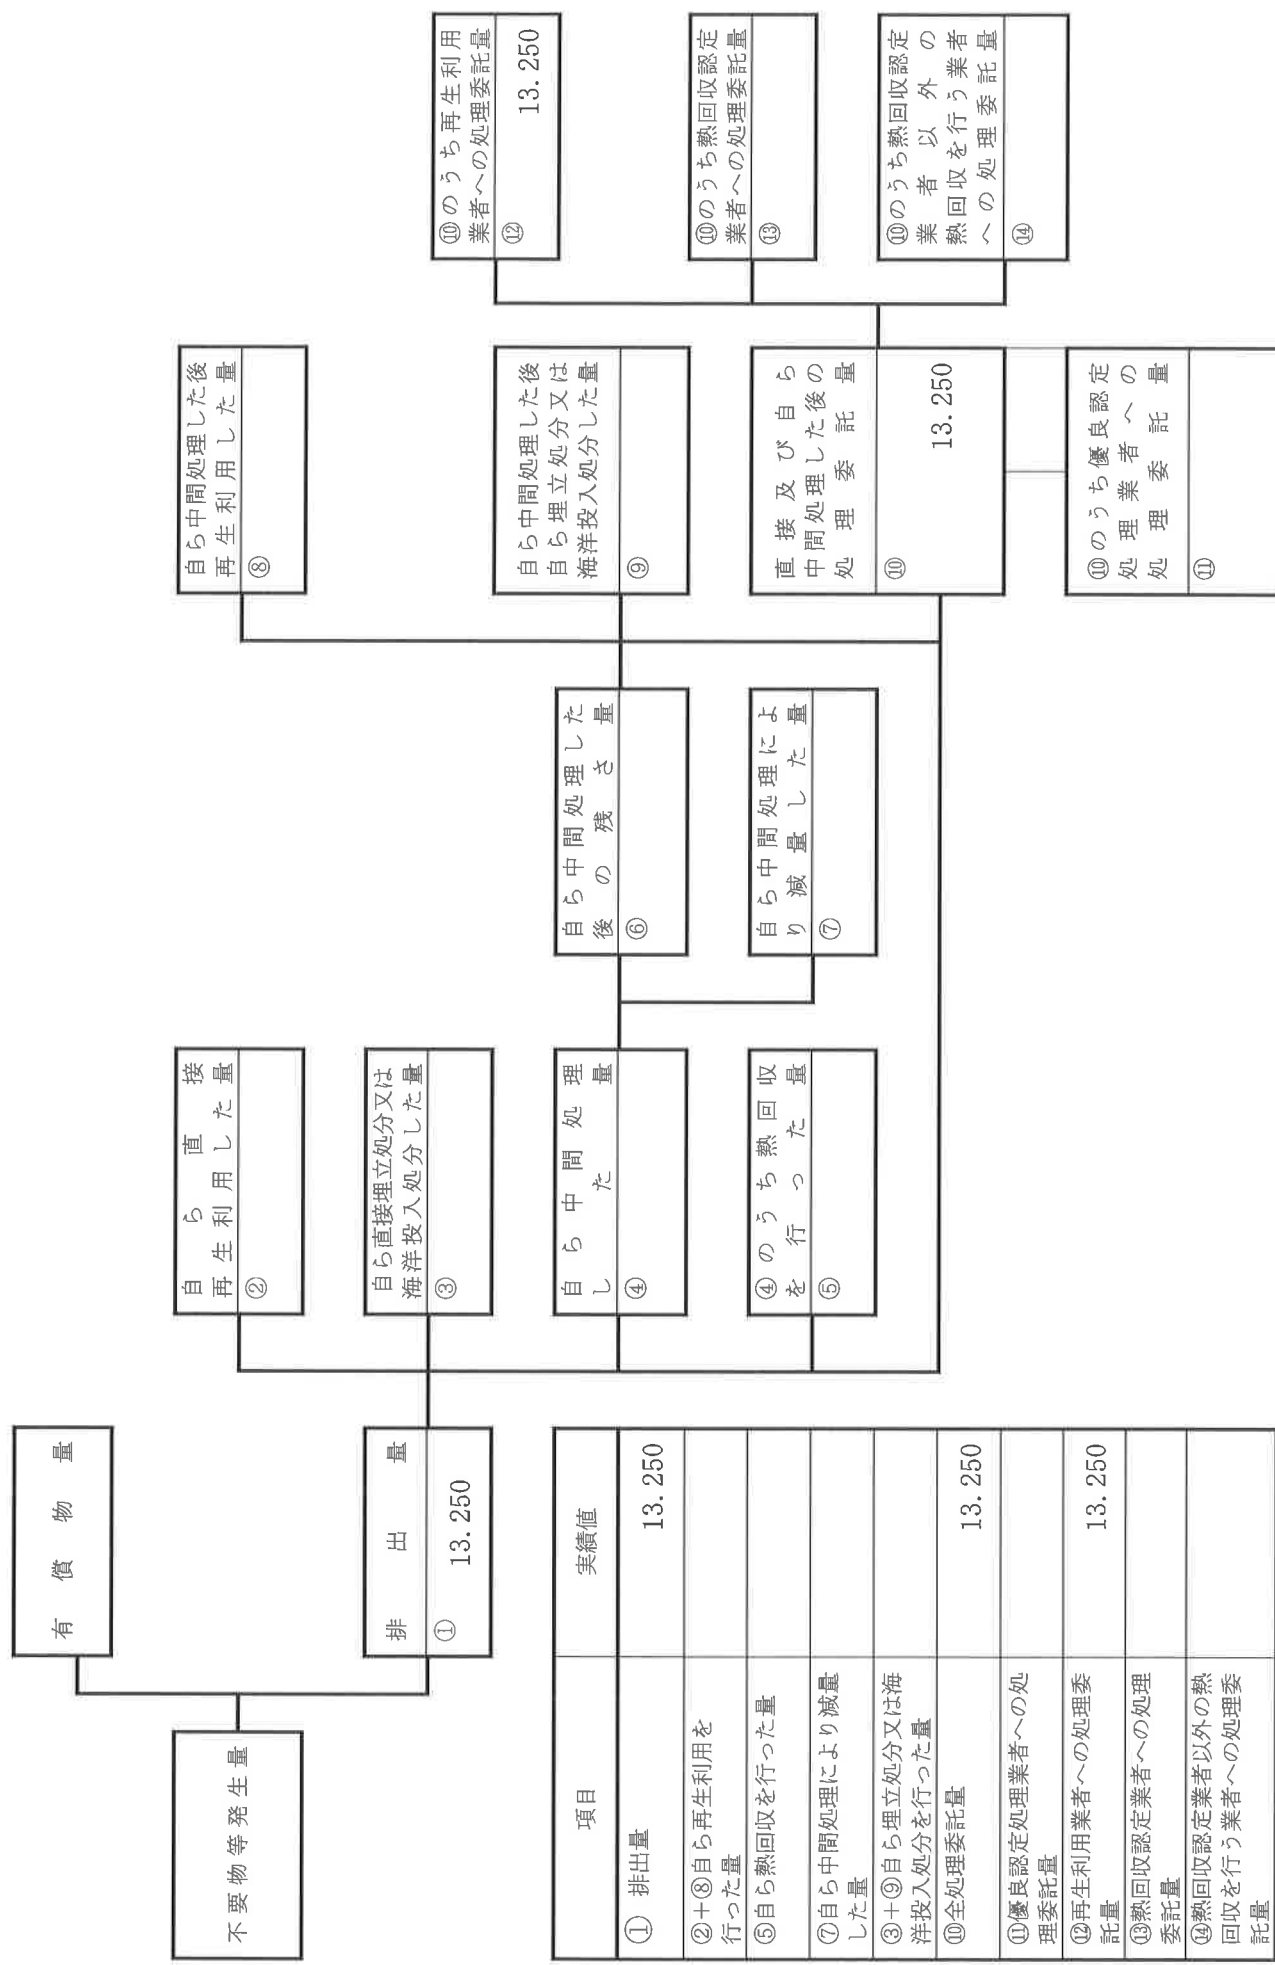 有償物量
不要物等発生量
排出量
① 13.250
自ら直接
再生利用した量
②
自ら直接埋立処分又は
海洋投入処分した量
③
自ら中間処理
した量
④
④のうち熱回収
を行った量
⑤
自ら中間処理した
後の残さ量
⑥
自ら中間処理によ
り減量した量
⑦
自ら中間処理した後
再生利用した量
⑧
自ら中間処理した後
自ら埋立処分又は
海洋投入処分した量
⑨
直接及び自ら
中間処理した後の
処理委託量
⑩ 13.250
⑩のうち優良認定
処理業者への
処理委託量
⑪
⑩のうち再生利用
業者への処理委託量
⑫ 13.250
⑩のうち熱回収認定
業者への処理委託量
⑬
⑩のうち熱回収認定
業者以外の
熱回収を行う業者
への処理委託量
⑭
項目 実績値
① 排出量 13.250
②+⑧自ら再生利用を
行った量
⑤自ら熱回収を行った量
⑦自ら中間処理により減量
した量
③+⑨自ら埋立処分又は海
洋投入処分を行った量
⑩全処理委託量 13.250
⑪優良認定処理業者への処
理委託量
⑫再生利用業者への処理委 13.250
託量
⑬熱回収認定業者への処理
委託量
⑭熱回収認定業者以外の熱
回収を行う業者への処理委
託量